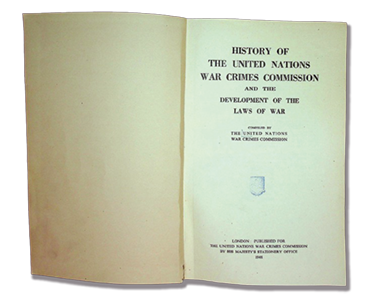 HISTORY OF
THE UNITED NATIONS
WAR CRIMES COMMISSION
AND THE
DEVELOPMENT OF THE
LAWS OF WAR
COMPILED BY
THE UNITED NATIONS
WAR CRIMES COMMISSION
LONDON: PUBLISHED FOR
THE UNITED NATIONS WAR CRIMES COMMISSION
BY HIS MAJESTY'S STATIONERY OFFICE
1948